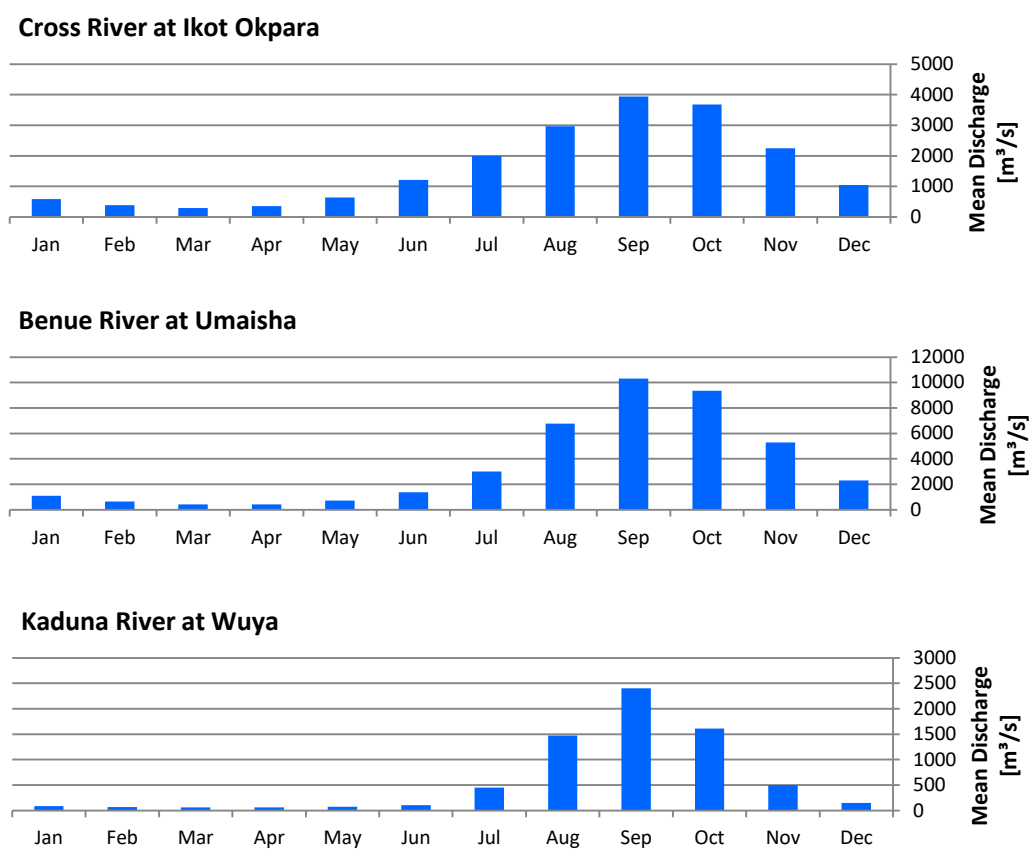 Cross River at Ikot Okpara
5000
4000
3000
2000
1000
0
Mean Discharge
[m³/s]
Jan Feb Mar Apr May Jun Jul Aug Sep Oct Nov Dec
Benue River at Umaisha
12000
10000
8000
6000
4000
2000
0
Mean Discharge
[m³/s]
Jan Feb Mar Apr May Jun Jul Aug Sep Oct Nov Dec
Kaduna River at Wuya
3000
2500
2000
1500
1000
500
0
Mean Discharge
[m³/s]
Jan Feb Mar Apr May Jun Jul Aug Sep Oct Nov Dec